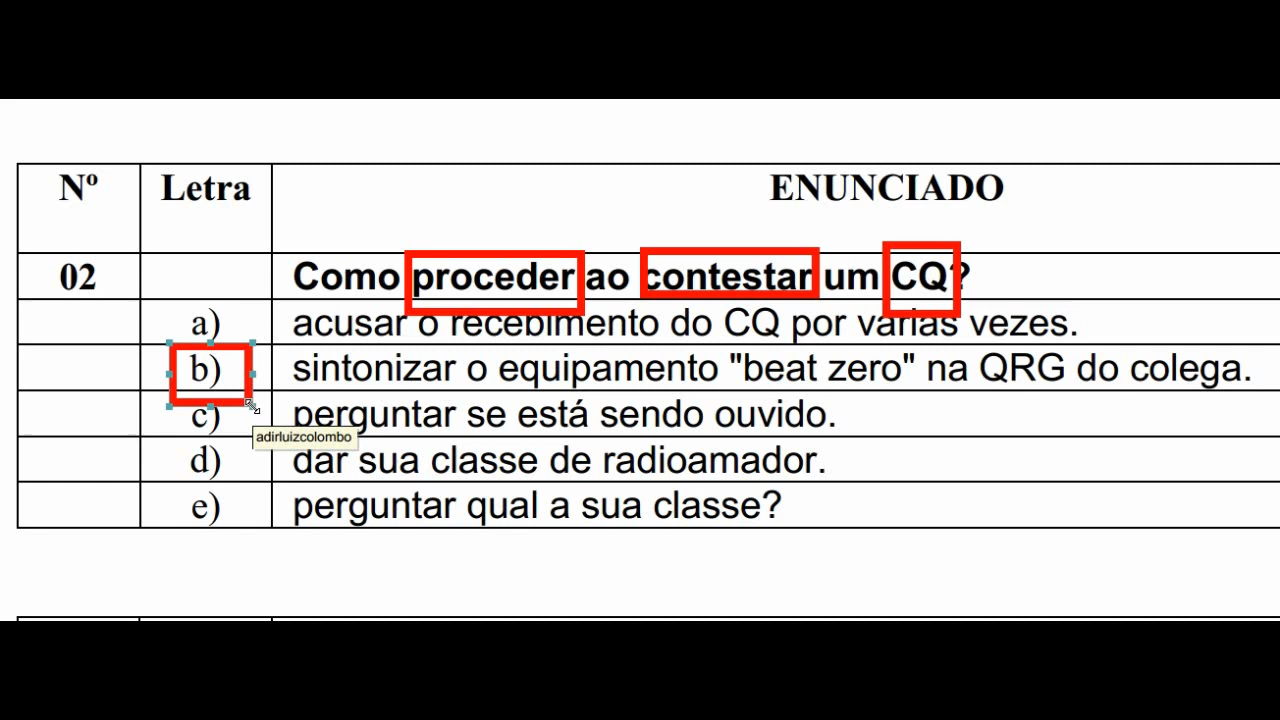 Nº Letra ENUNCIADO
02 Como proceder ao contestar um CQ?
a) acusar o recebimento do CQ por várias vezes.
b) sintonizar o equipamento "beat zero" na QRG do colega.
c) perguntar se está sendo ouvido.
adirluizcolombo
d) dar sua classe de radioamador.
e) perguntar qual a sua classe?